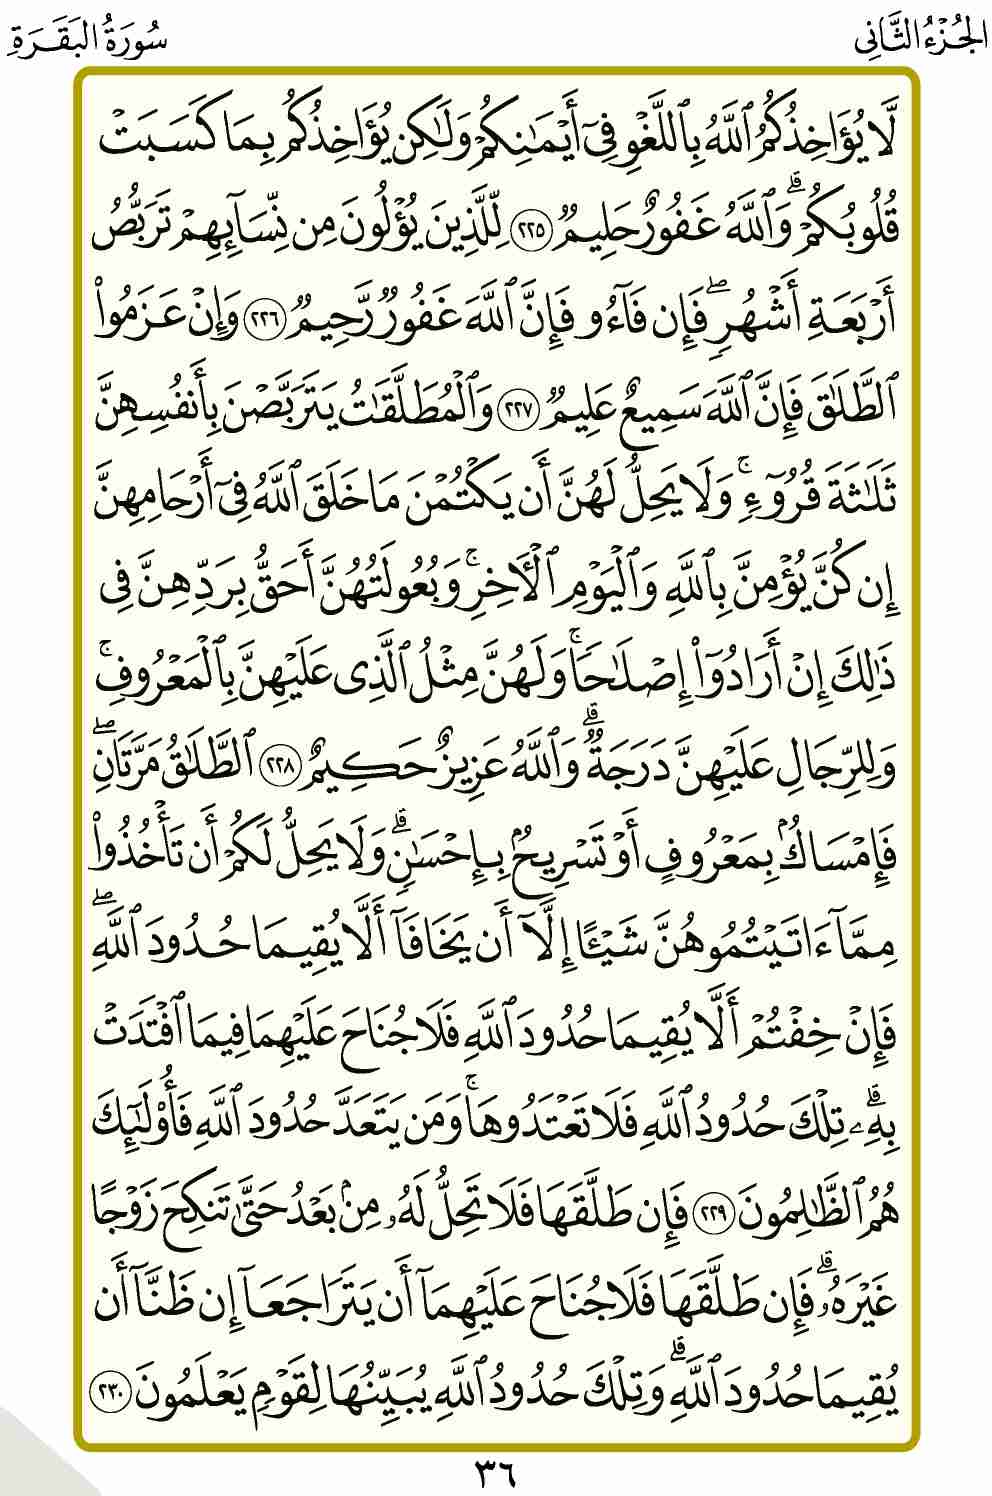 الجُزْءُ الثَّانِي
سُورَةُ البَقَرَةِ
لَّا يُؤَاخِذُكُمُ ٱللَّهُ بِٱللَّغْوِ فِىٓ أَيْمَٰنِكُمْ وَلَٰكِن يُؤَاخِذُكُم بِمَا كَسَبَتْ
قُلُوبُكُمْ ۗ وَٱللَّهُ غَفُورٌ حَلِيمٌ ٢٢٥ لِّلَّذِينَ يُؤْلُونَ مِن نِّسَآئِهِمْ تَرَبُّصُ
أَرْبَعَةِ أَشْهُرٍ ۖ فَإِن فَآءُو فَإِنَّ ٱللَّهَ غَفُورٌ رَّحِيمٌ ٢٢٦ وَإِنْ عَزَمُوا۟
ٱلطَّلَٰقَ فَإِنَّ ٱللَّهَ سَمِيعٌ عَلِيمٌ ٢٢٧ وَٱلْمُطَلَّقَٰتُ يَتَرَبَّصْنَ بِأَنفُسِهِنَّ
ثَلَٰثَةَ قُرُوٓءٍ ۚ وَلَا يَحِلُّ لَهُنَّ أَن يَكْتُمْنَ مَا خَلَقَ ٱللَّهُ فِىٓ أَرْحَامِهِنَّ
إِن كُنَّ يُؤْمِنَّ بِٱللَّهِ وَٱلْيَوْمِ ٱلْءَاخِرِ ۚ وَبُعُولَتُهُنَّ أَحَقُّ بِرَدِّهِنَّ فِى
ذَٰلِكَ إِنْ أَرَادُوٓا۟ إِصْلَٰحًا ۚ وَلَهُنَّ مِثْلُ ٱلَّذِى عَلَيْهِنَّ بِٱلْمَعْرُوفِ ۚ
وَلِلرِّجَالِ عَلَيْهِنَّ دَرَجَةٌ ۗ وَٱللَّهُ عَزِيزٌ حَكِيمٌ ٢٢٨ ٱلطَّلَٰقُ مَرَّتَانِ ۖ
فَإِمْسَاكٌۢ بِمَعْرُوفٍ أَوْ تَسْرِيحٌۢ بِإِحْسَٰنٍ ۗ وَلَا يَحِلُّ لَكُمْ أَن تَأْخُذُوا۟
مِمَّآ ءَاتَيْتُمُوهُنَّ شَيْـًٔا إِلَّآ أَن يَخَافَآ أَلَّا يُقِيمَا حُدُودَ ٱللَّهِ ۖ
فَإِنْ خِفْتُمْ أَلَّا يُقِيمَا حُدُودَ ٱللَّهِ فَلَا جُنَاحَ عَلَيْهِمَا فِيمَا ٱفْتَدَتْ
بِهِۦ ۗ تِلْكَ حُدُودُ ٱللَّهِ فَلَا تَعْتَدُوهَا ۚ وَمَن يَتَعَدَّ حُدُودَ ٱللَّهِ فَأُو۟لَٰٓئِكَ
هُمُ ٱلظَّٰلِمُونَ ٢٢٩ فَإِن طَلَّقَهَا فَلَا تَحِلُّ لَهُۥ مِنۢ بَعْدُ حَتَّىٰ تَنكِحَ زَوْجًا
غَيْرَهُۥ ۗ فَإِن طَلَّقَهَا فَلَا جُنَاحَ عَلَيْهِمَآ أَن يَتَرَاجَعَآ إِن ظَنَّآ أَن
يُقِيمَا حُدُودَ ٱللَّهِ ۗ وَتِلْكَ حُدُودُ ٱللَّهِ يُبَيِّنُهَا لِقَوْمٍ يَعْلَمُونَ ٢٣٠
٣٦